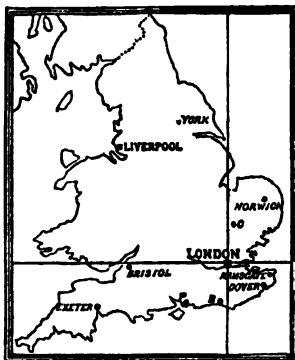 YORK
LIVERPOOL
NORWICH
C
LONDON
RAMSGATE
BRISTOL
DOVER
EXETER
P
B